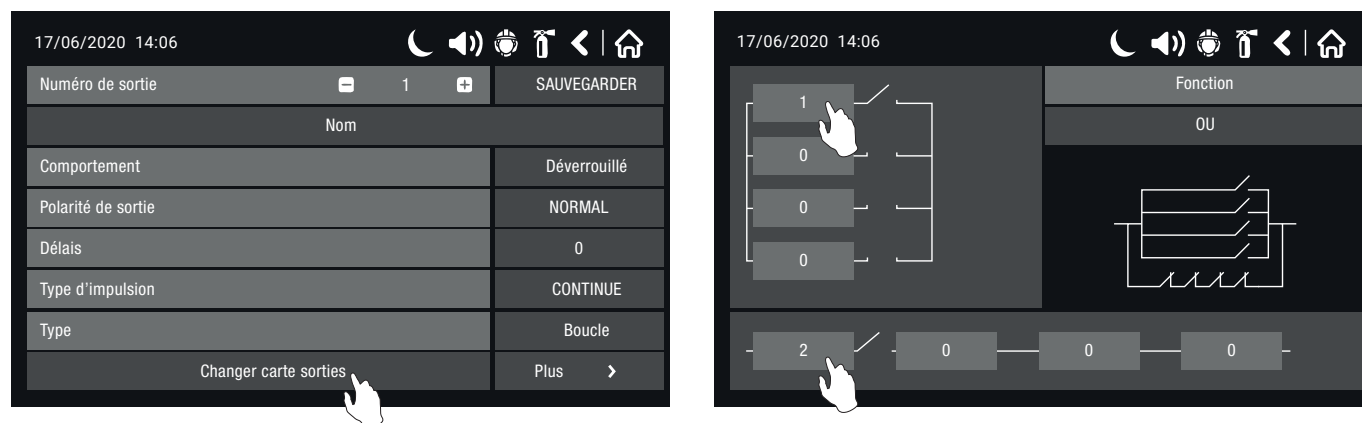 17/06/2020 14:06
Numéro de sortie 1 SAUVEGARDER
Nom
Comportement Déverrouillé
Polarité de sortie NORMAL
Délais 0
Type d'impulsion CONTINUE
Type Boucle
Changer carte sorties Plus
17/06/2020 14:06
1
0
0
0
Fonction
OU
2 0 0 0